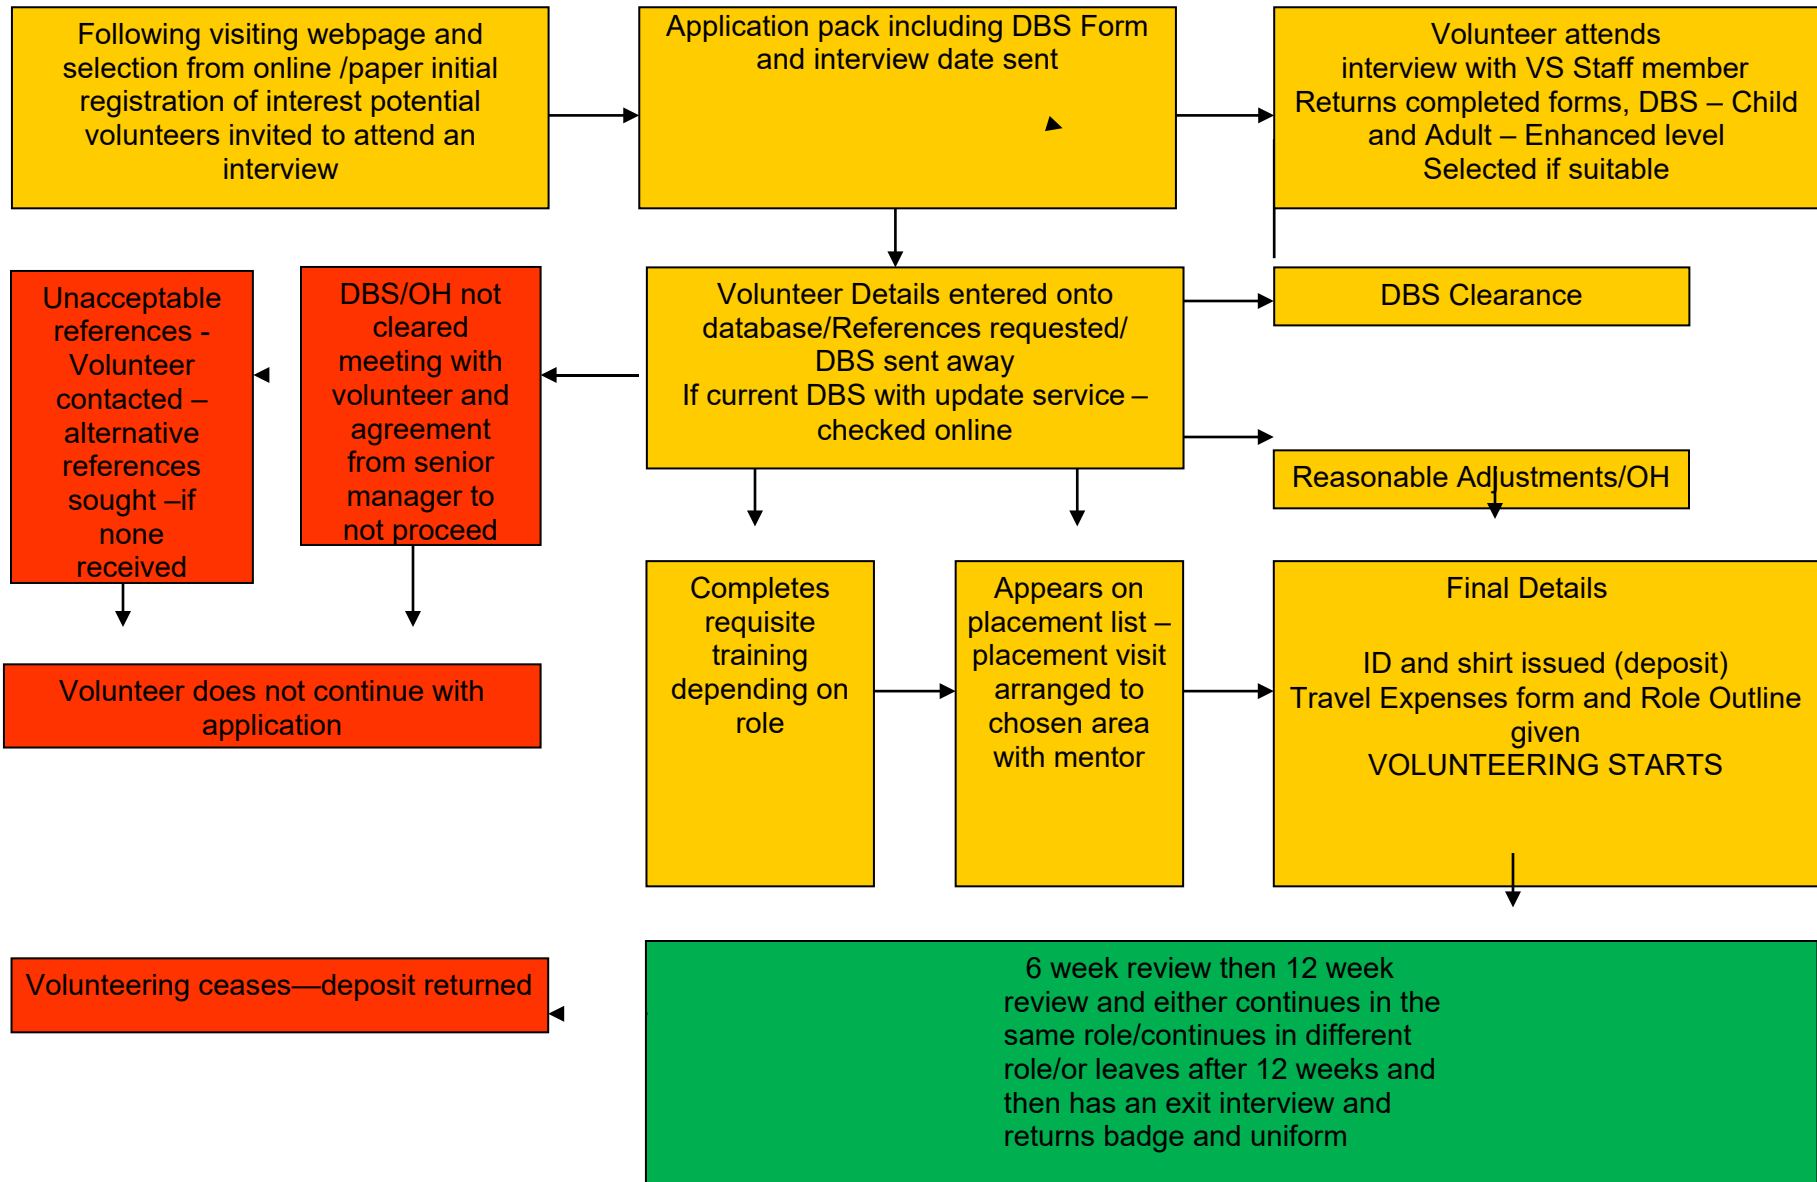 Following visiting webpage and
selection from online /paper initial
registration of interest potential
volunteers invited to attend an
interview
Application pack including DBS Form
and interview date sent
Volunteer attends
interview with VS Staff member
Returns completed forms, DBS – Child
and Adult – Enhanced level
Selected if suitable
Unacceptable
references -
Volunteer
contacted –
alternative
references
sought –if
none
received
DBS/OH not
cleared
meeting with
volunteer and
agreement
from senior
manager to
not proceed
Volunteer Details entered onto
database/References requested/
DBS sent away
If current DBS with update service –
checked online
DBS Clearance
Reasonable Adjustments/OH
Volunteer does not continue with
application
Completes
requisite
training
depending on
role
Appears on
placement list –
placement visit
arranged to
chosen area
with mentor
Final Details
ID and shirt issued (deposit)
Travel Expenses form and Role Outline
given
VOLUNTEERING STARTS
Volunteering ceases—deposit returned
6 week review then 12 week
review and either continues in the
same role/continues in different
role/or leaves after 12 weeks and
then has an exit interview and
returns badge and uniform